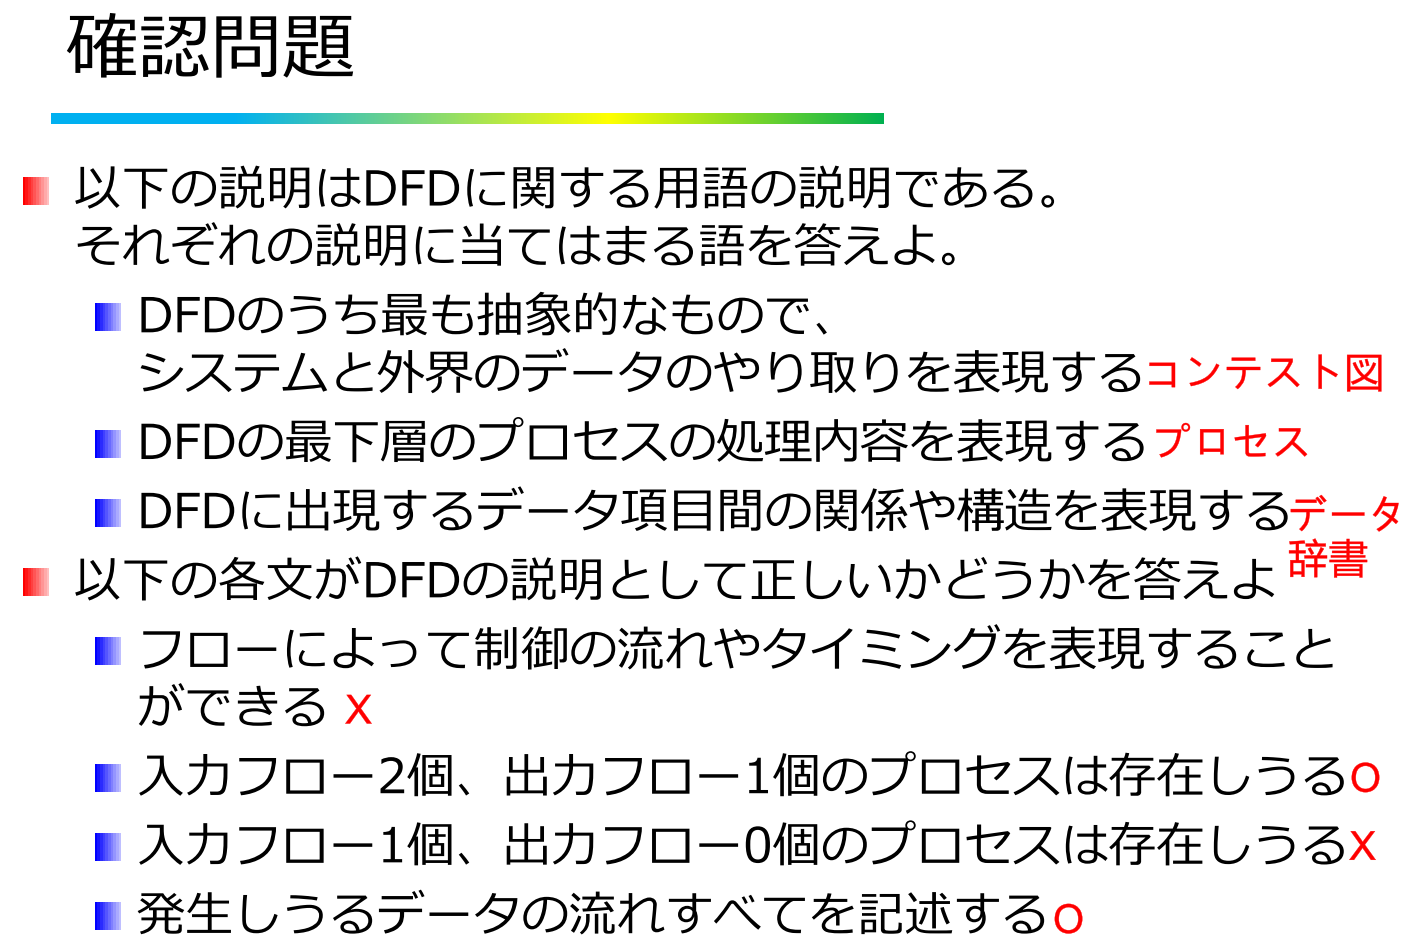 確認問題
以下の説明はDFDに関する用語の説明である。
それぞれの説明に当てはまる語を答えよ。
DFDのうち最も抽象的なもので、
システムと外界のデータのやり取りを表現するコンテスト図
DFDの最下層のプロセスの処理内容を表現するプロセス
DFDに出現するデータ項目間の関係や構造を表現するデータ
辞書
以下の各文がDFDの説明として正しいかどうかを答えよ
フローによって制御の流れやタイミングを表現すること
ができる x
入力フロー2個、出力フロー1個のプロセスは存在しうるo
入力フロー1個、出力フロー0個のプロセスは存在しうるx
発生しうるデータの流れすべてを記述するo